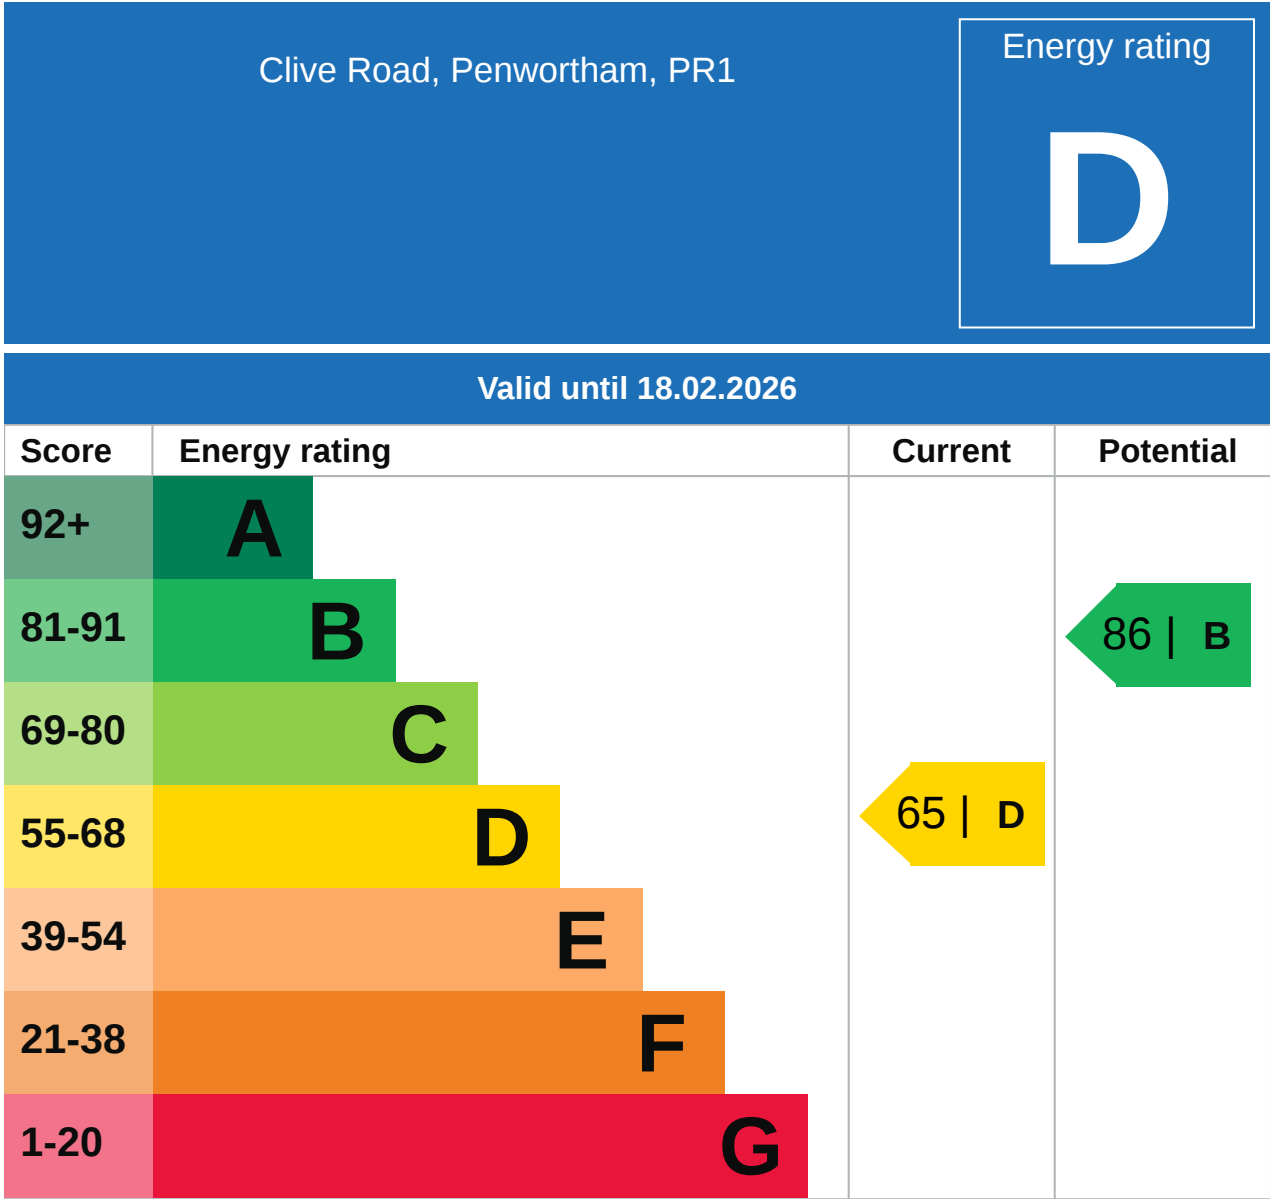 Clive Road, Penwortham, PR1
Energy rating
D
Valid until 18.02.2026
Score Energy rating Current Potential
92+ A
81-91 B 86 | B
69-80 C
55-68 D 65 | D
39-54 E
21-38 F
1-20 G